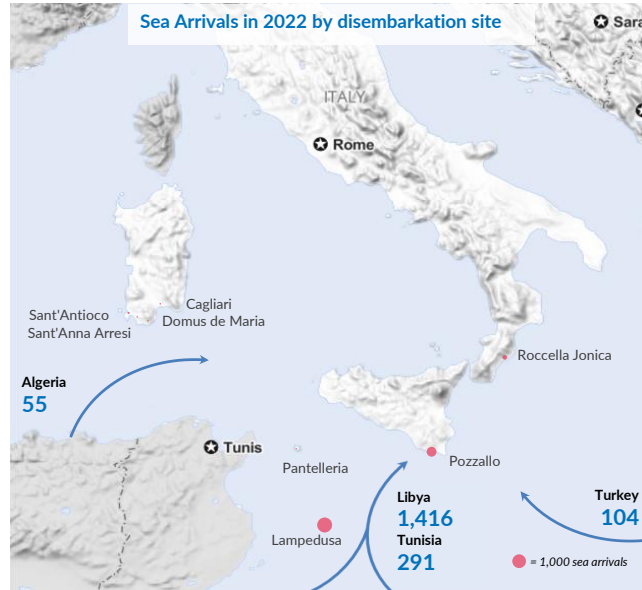 Sea Arrivals in 2022 by disembarkation site
Sara
ITALY
Rome
Cagliari
Sant'Antioco
Domus de Maria
Sant'Anna Arresi
Roccella Jonica
Algeria
55
Tunis
Pantelleria
Pozzallo
Libya
1,416
Turkey
104
Lampedusa
Tunisia
291
= 1,000 sea arrivals